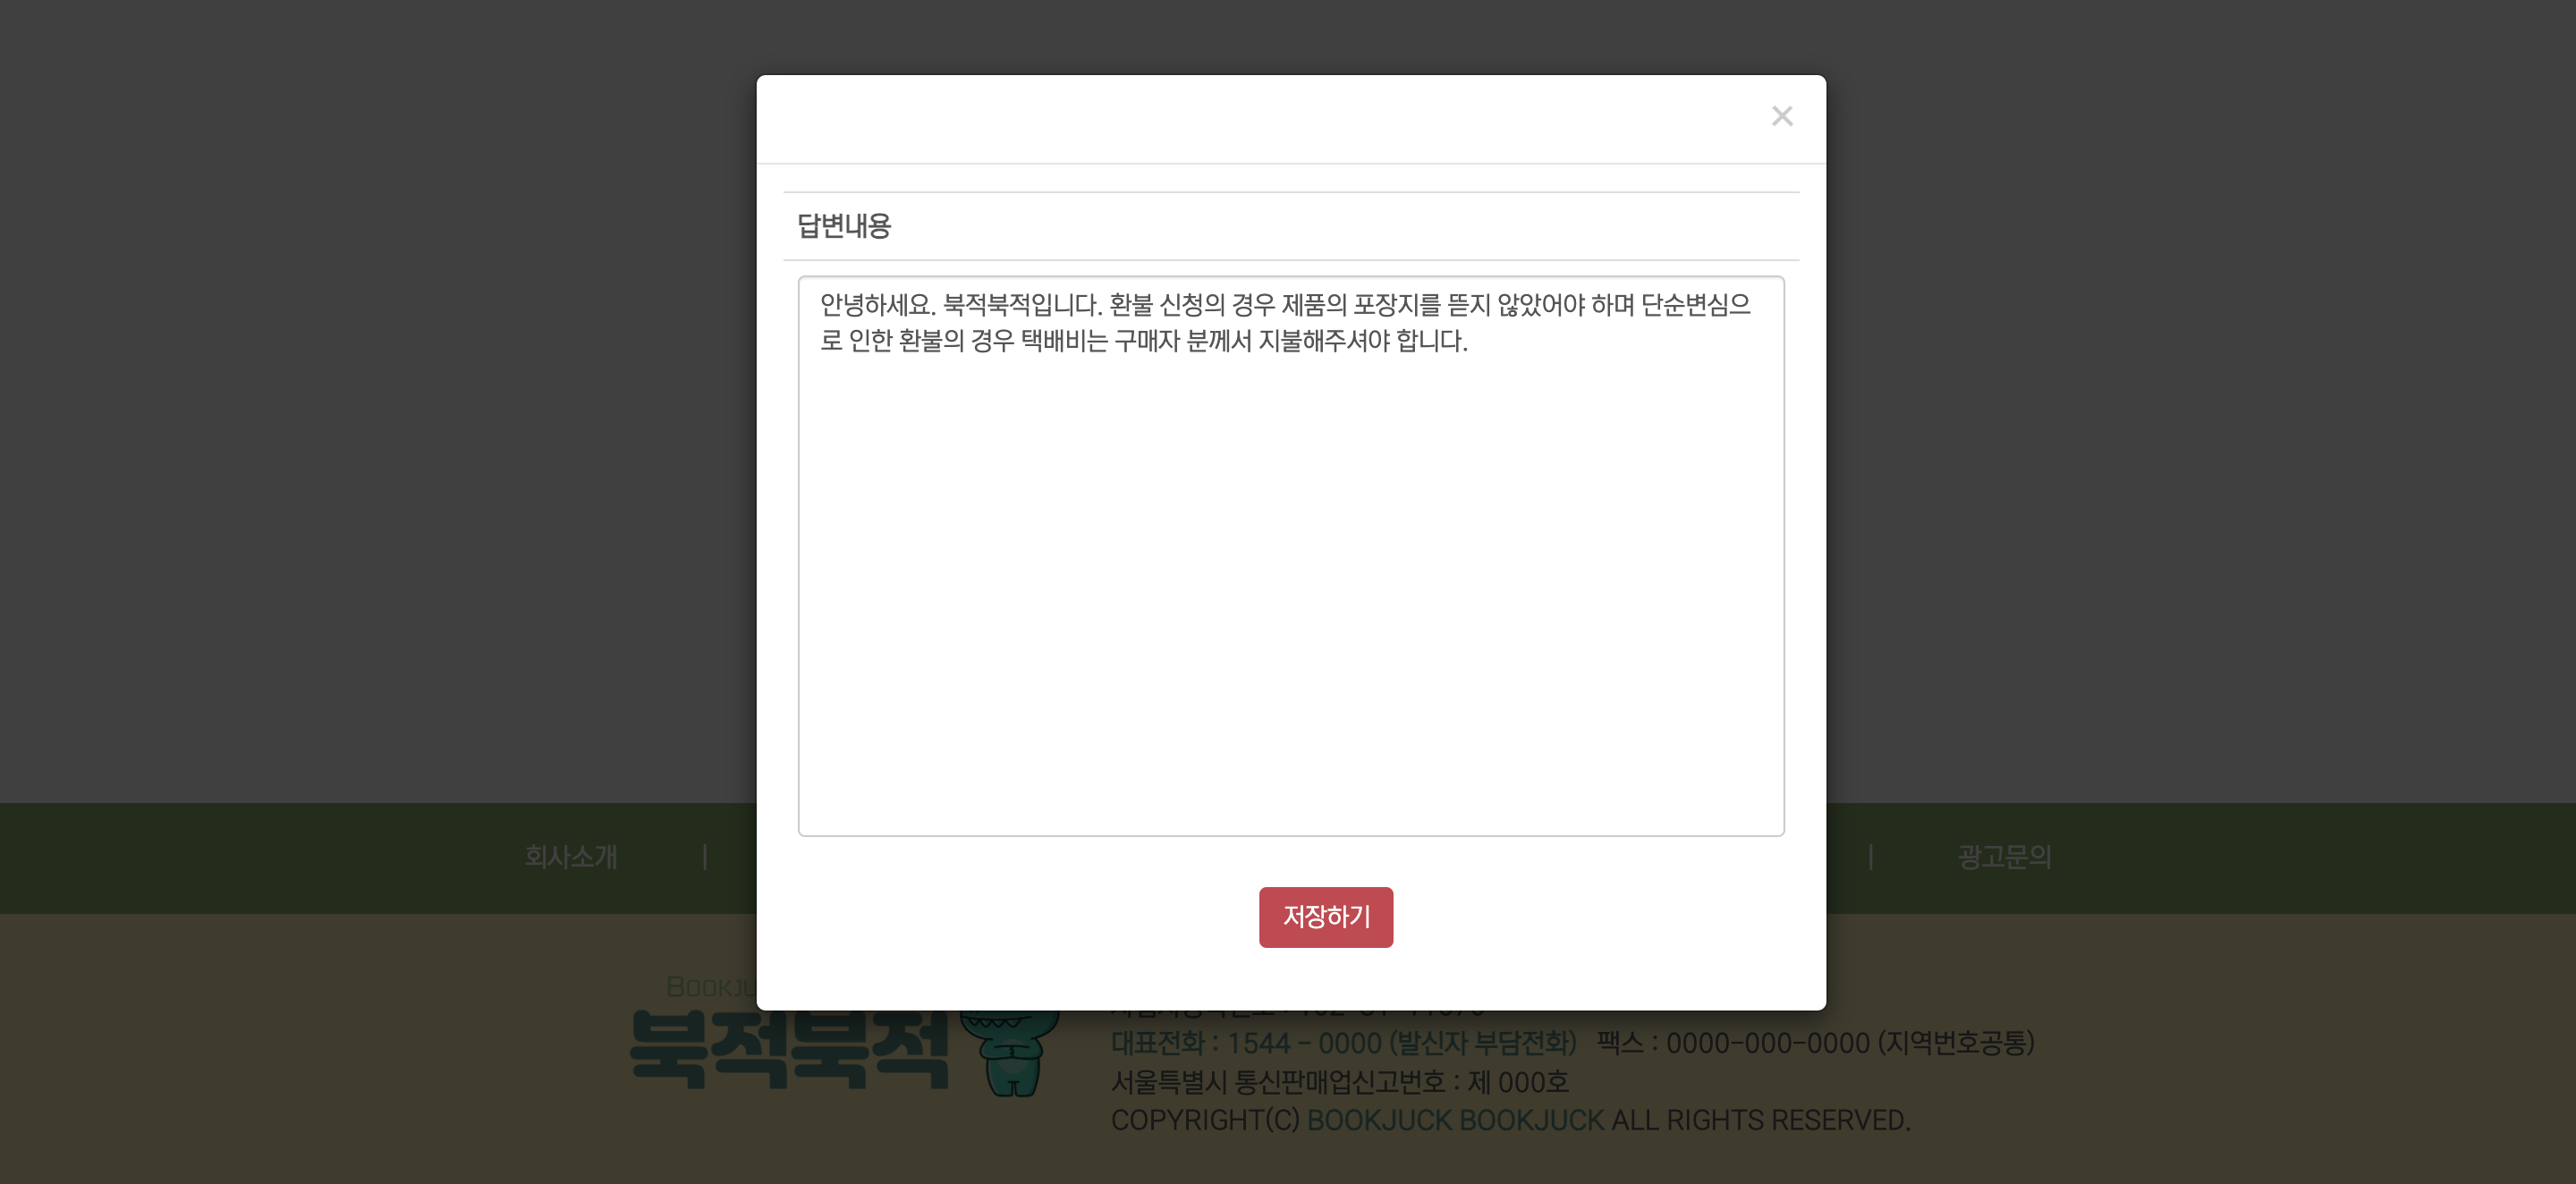 ×
답변내용
안녕하세요. 북적북적입니다. 환불 신청의 경우 제품의 포장지를 뜯지 않았어야 하며 단순변심으
로 인한 환불의 경우 택배비는 구매자 분께서 지불해주셔야 합니다.
저장하기
회사소개 | | 광고문의
북적북적
대표전화 : 1544 - 0000 (발신자 부담전화) 팩스 : 0000-000-0000 (지역번호공통)
서울특별시 통신판매업신고번호 : 제 000호
COPYRIGHT(C) BOOKJUCK BOOKJUCK ALL RIGHTS RESERVED.